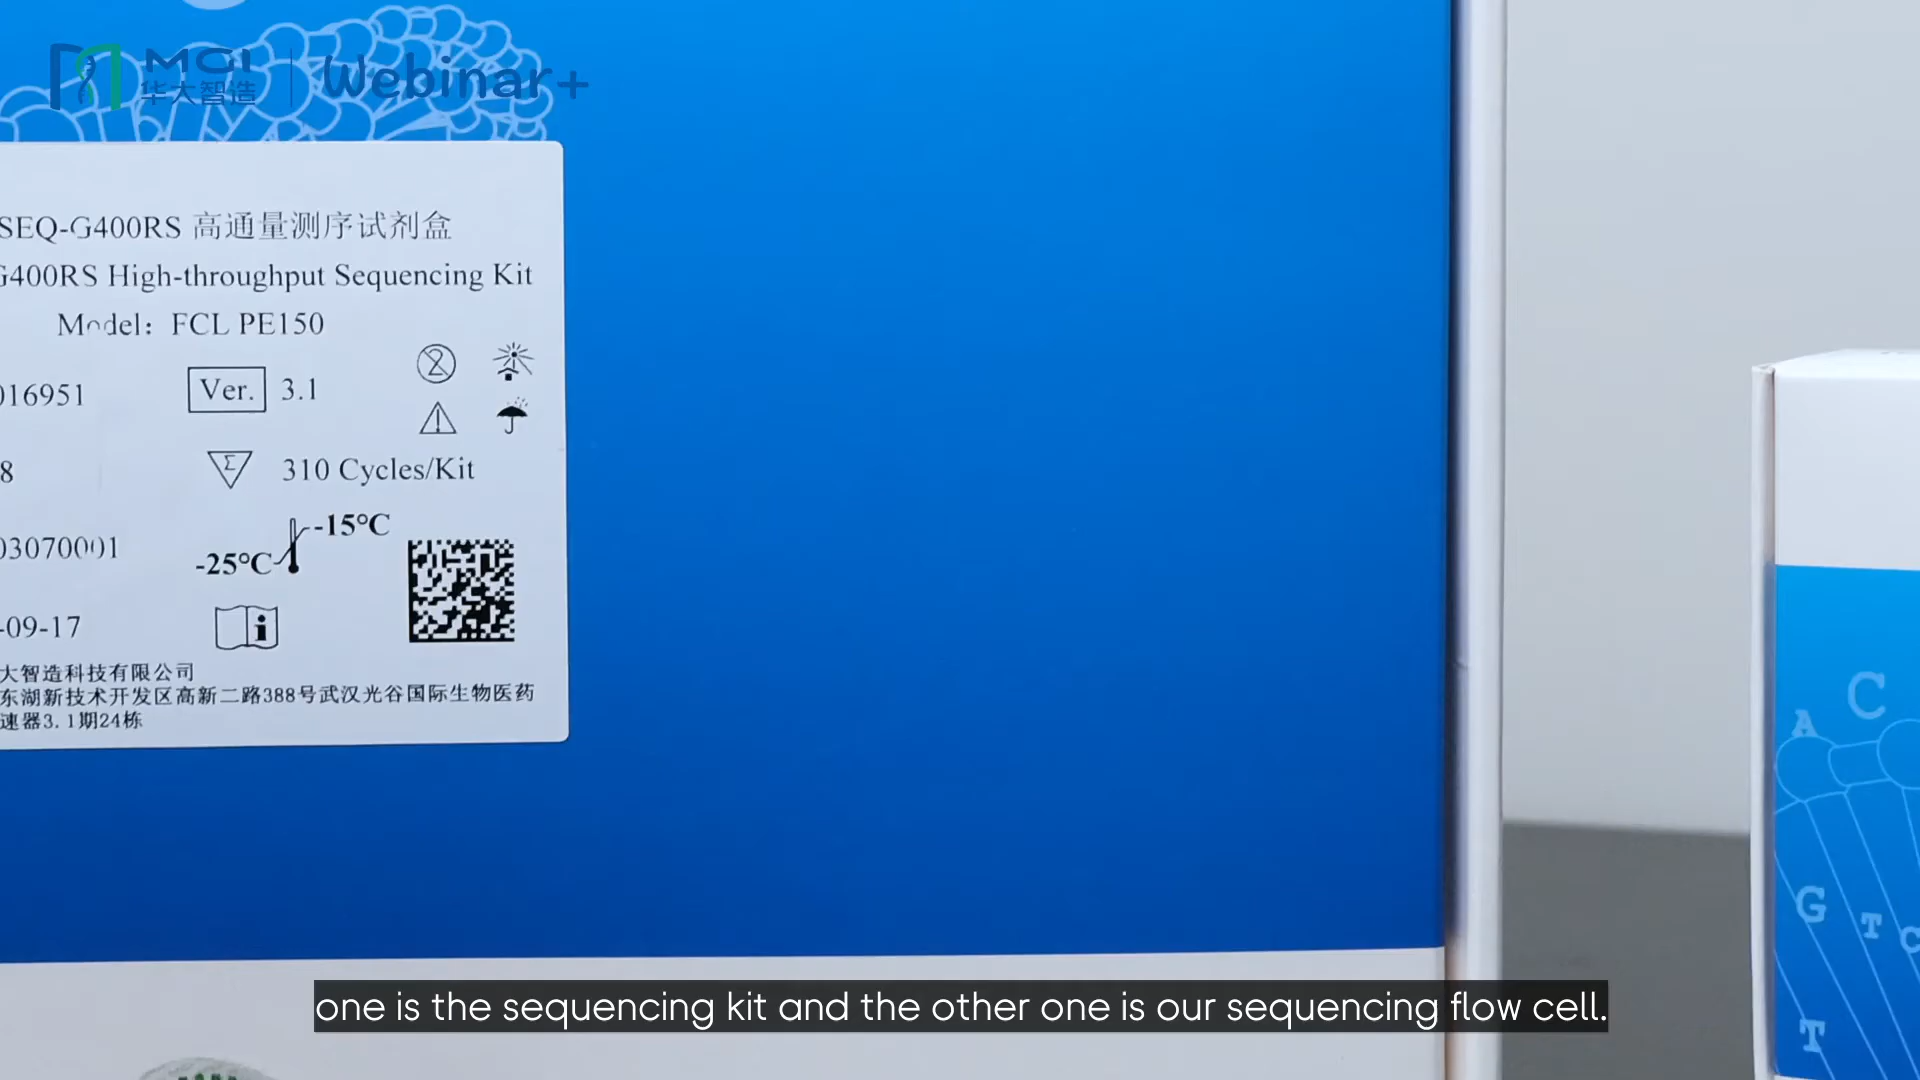 MGI
华大智造
Webinar+
SEQ-G400RS 高通量测序试剂盒
G400RS High-throughput Sequencing Kit
Model: FCL PE150
016951
Ver. 3.1
8
Σ 310 Cycles/Kit
-15°C
-25°C
03070001
-09-17
大智造科技有限公司
东湖新技术开发区高新二路388号武汉光谷国际生物医药
速器3.1期24栋
C
A
G
T
C
T
one is the sequencing kit and the other one is our sequencing flow cell.